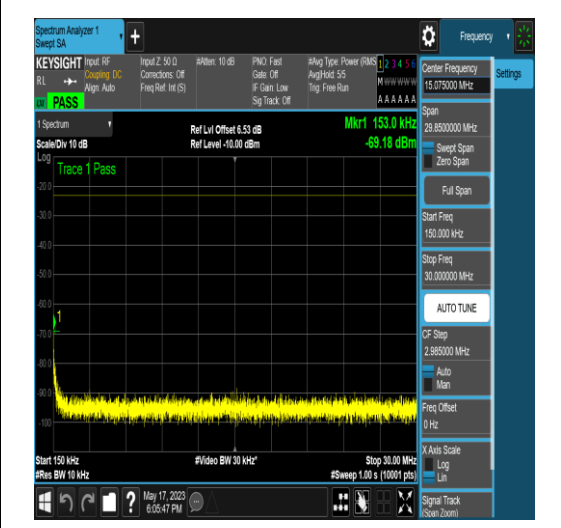 Spectrum Analyzer 1
Swept SA
+
Frequency
KEYSIGHT
RL
PASS
Input: RF
Coupling: DC
Align: Auto
Input Z: 50 Ω
Corrections: Off
Freq Ref: Int (S)
#Atten: 10 dB
PNO: Fast
Gate: Off
IF Gain: Low
Sig Track: Off
#Avg Type: Power (RMS
Avg|Hold: 5/5
Trig: Free Run
1 2 3 4 5 6
M W W W W W
A A A A A A
1 Spectrum
Scale/Div 10 dB
Ref Lvl Offset 6.53 dB
Ref Level -10.00 dBm
Mkr1 153.0 kHz
-69.18 dBm
Log
Trace 1 Pass
-20.0
-30.0
-40.0
-50.0
-60.0
1
-70.0
-80.0
-90.0
-100
Start 150 kHz
#Res BW 10 kHz
#Video BW 30 kHz*
Stop 30.00 MHz
#Sweep 1.00 s (10001 pts)
?
May 17, 2023
6:05:47 PM
Center Frequency
15.075000 MHz
Settings
Span
29.8500000 MHz
Swept Span
Zero Span
Full Span
Start Freq
150.000 kHz
Stop Freq
30.000000 MHz
AUTO TUNE
CF Step
2.985000 MHz
Auto
Man
Freq Offset
0 Hz
X Axis Scale
Log
Lin
Signal Track
(Span Zoom)